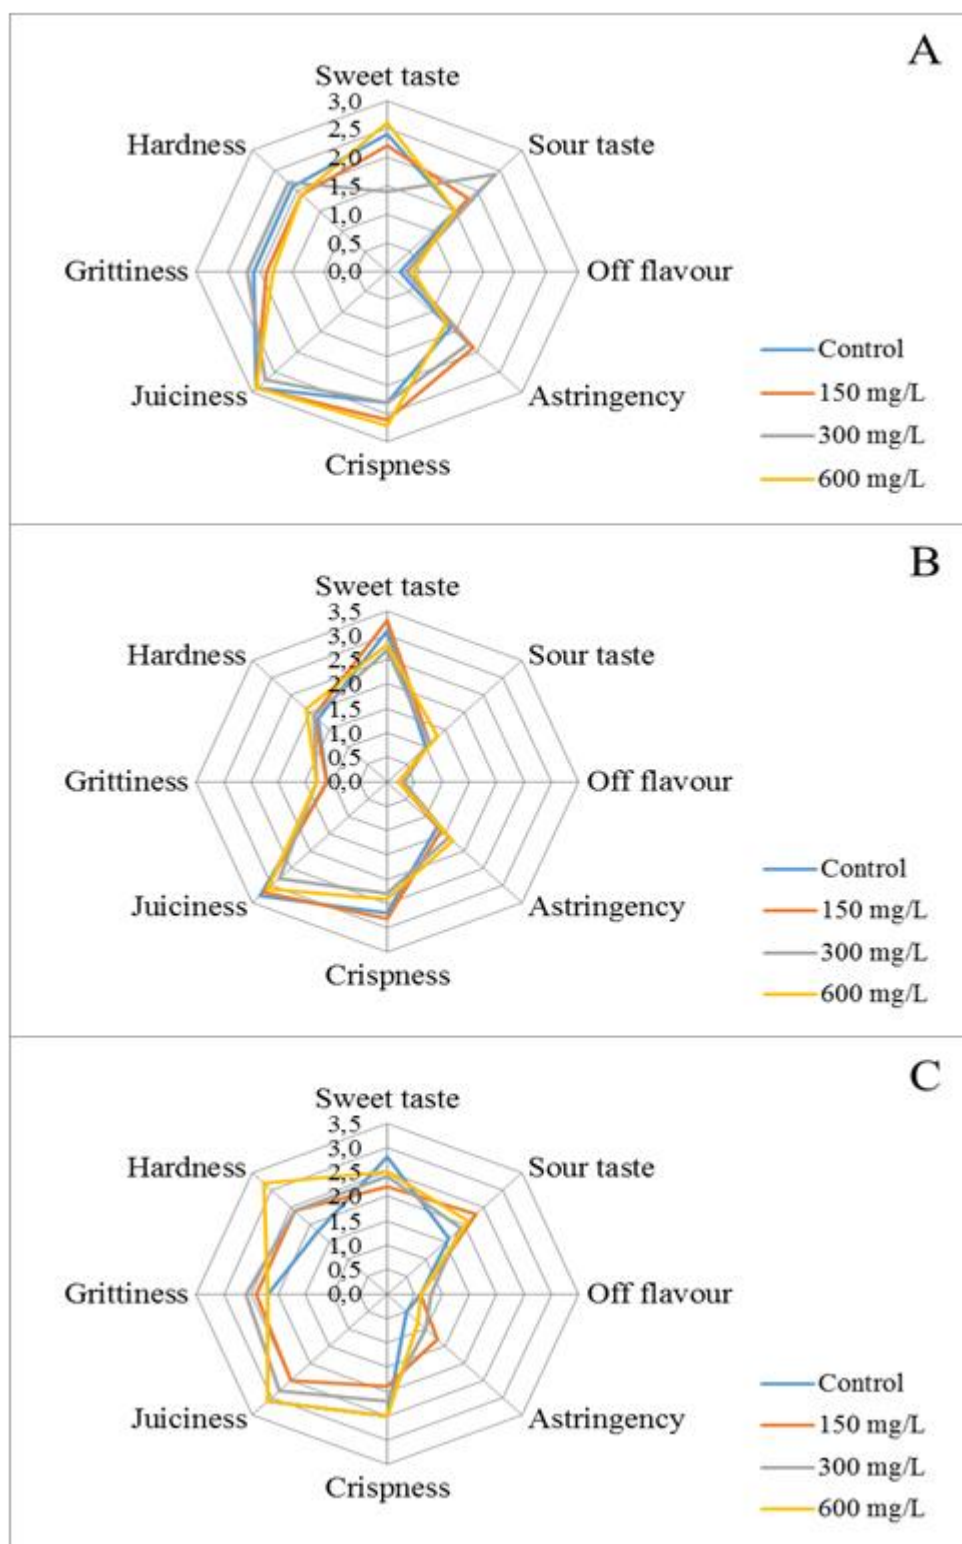 A
Sweet taste
3,0
Hardness
2,5
Sour taste
2,0
1,5
1,0
0,5
Grittiness
0,0
Off flavour
Control
150 mg/L
Juiciness
Astringency
300 mg/L
Crispness
600 mg/L
B
Sweet taste
3,5
Hardness
3,0
Sour taste
2,5
2,0
1,5
1,0
0,5
Grittiness
0,0
Off flavour
Control
Juiciness
Astringency
150 mg/L
300 mg/L
Crispness
600 mg/L
C
Sweet taste
3,5
Hardness
3,0
Sour taste
2,5
2,0
1,5
1,0
0,5
Grittiness
0,0
Off flavour
Control
Juiciness
Astringency
150 mg/L
300 mg/L
Crispness
600 mg/L